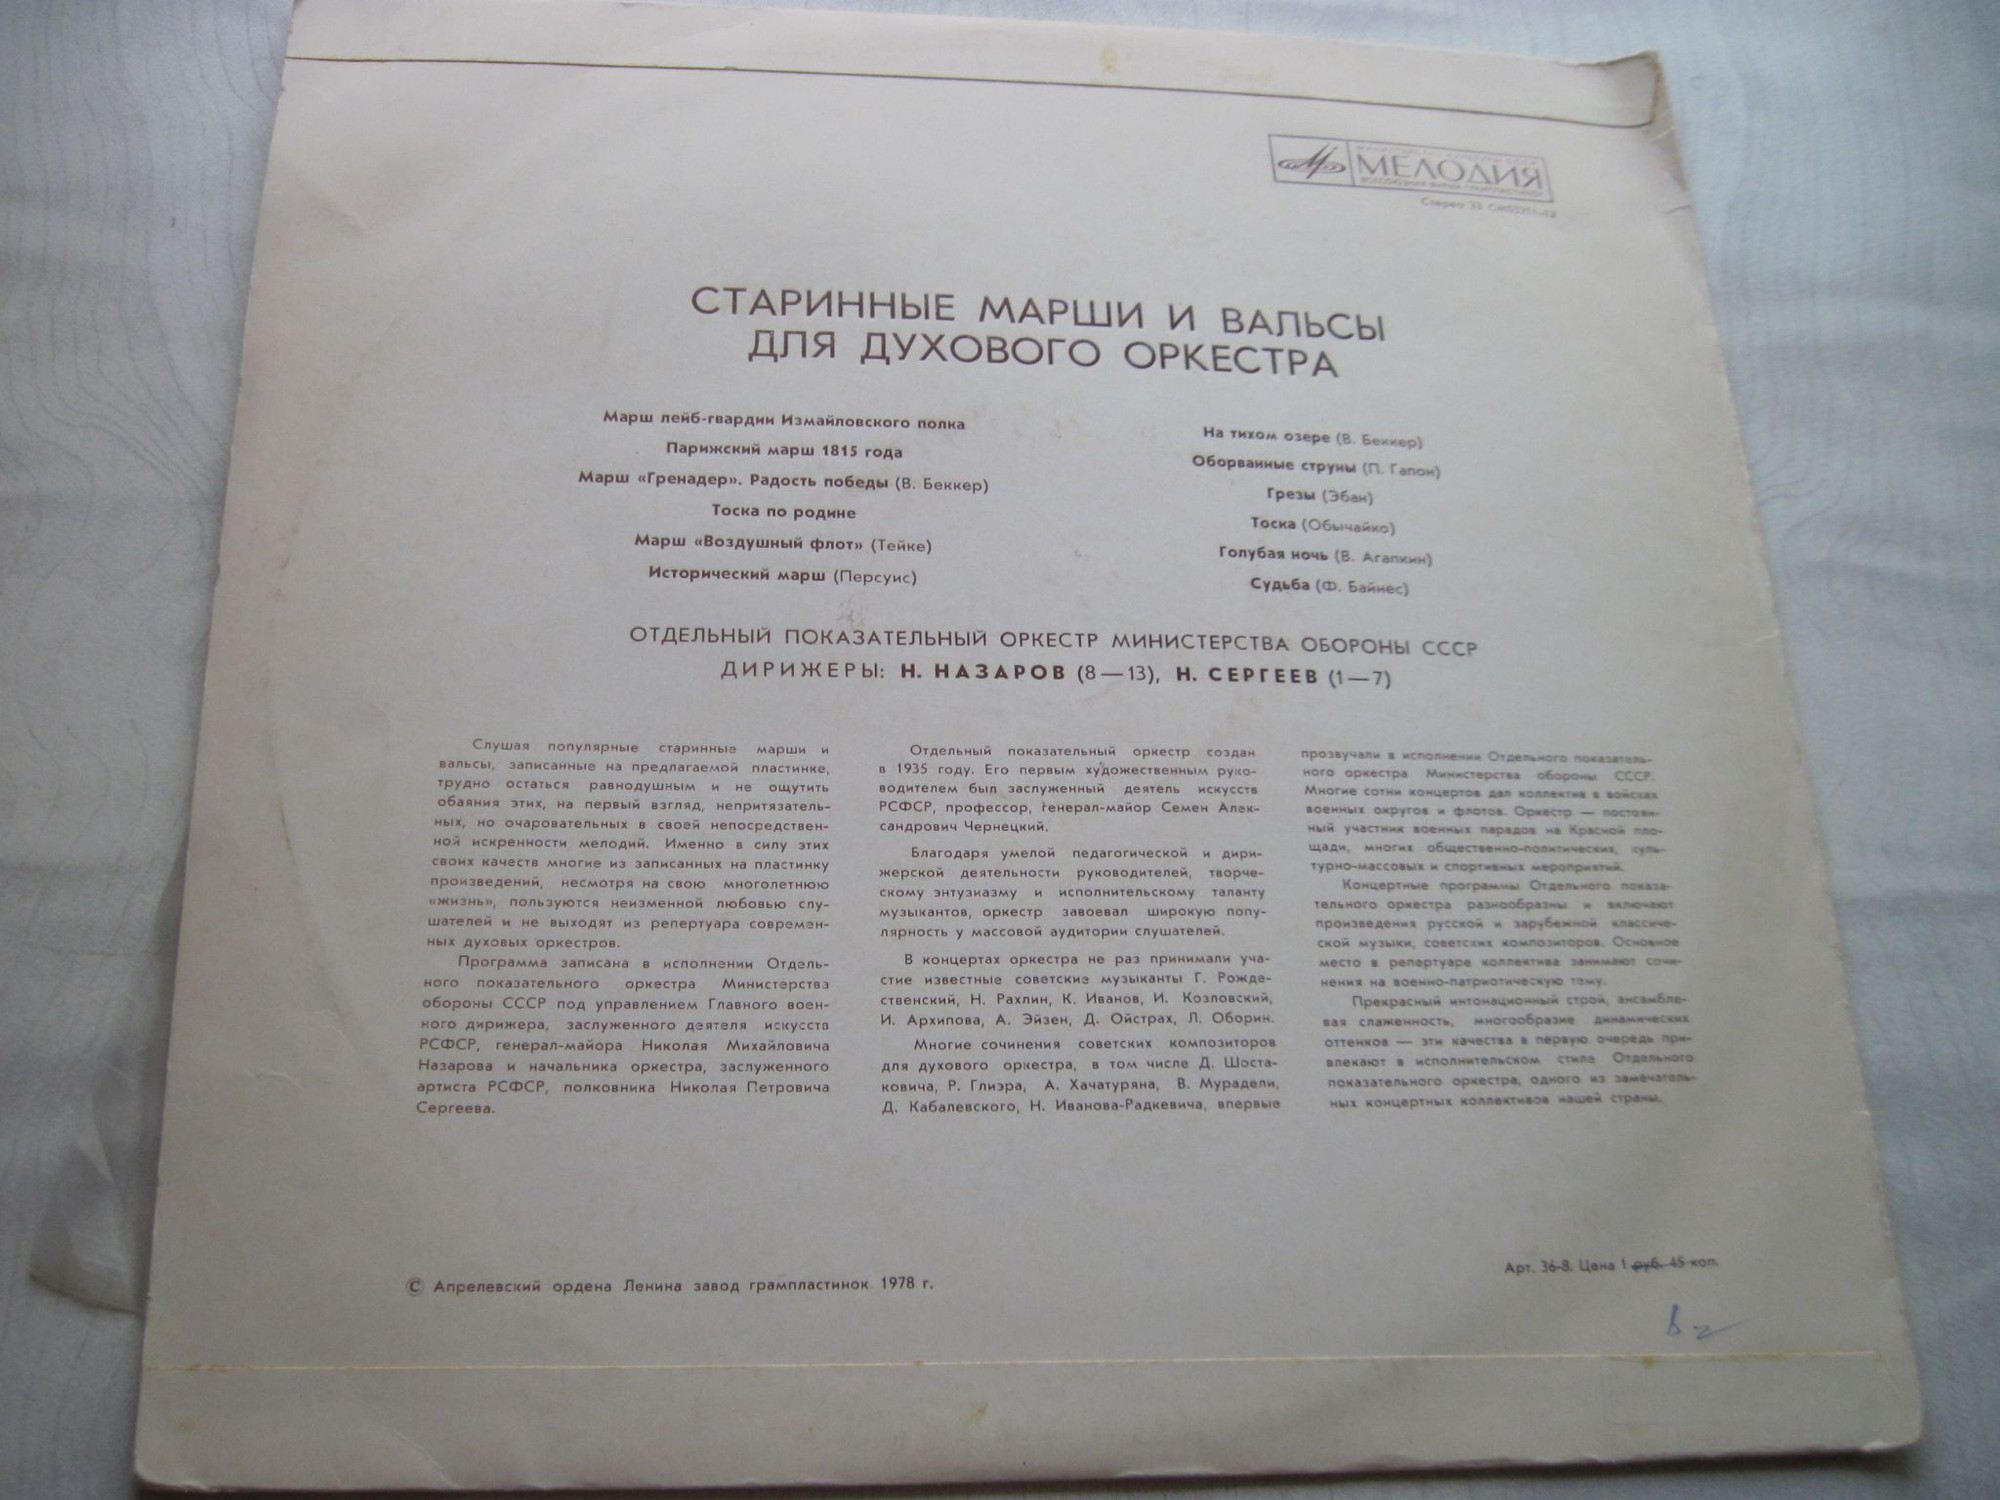 МЕЛОДИЯ
Стерео 33
СТАРИННЫЕ МАРШИ И ВАЛЬСЫ
ДЛЯ ДУХОВОГО ОРКЕСТРА
Марш лейб-гвардии Измайловского полка
Парижский марш 1815 года
Марш «Гренадер». Радость победы (В. Беккер)
Тоска по родине
Марш «Воздушный флот» (Тейке)
Исторический марш (Персуис)
На тихом озере (В. Беккер)
Оборванные струны (П. Гапон)
Грезы (Эбан)
Тоска (Обычайко)
Голубая ночь (В. Агапкин)
Судьба (Ф. Байнес)
ОТДЕЛЬНЫЙ ПОКАЗАТЕЛЬНЫЙ ОРКЕСТР МИНИСТЕРСТВА ОБОРОНЫ СССР
ДИРИЖЕРЫ: Н. НАЗАРОВ (8—13), Н. СЕРГЕЕВ (1—7)
Слушая популярные старинные марши и
вальсы, записанные на предлагаемой пластинке,
трудно остаться равнодушным и не ощутить
обаяния этих, на первый взгляд, непритязатель-
ных, но очаровательных в своей непосредствен-
ной искренности мелодий. Именно в силу этих
своих качеств многие из записанных на пластинку
произведений, несмотря на свою многолетнюю
«жизнь», пользуются неизменной любовью слу-
шателей и не выходят из репертуара современ-
ных духовых оркестров.
Программа записана в исполнении Отдель-
ного показательного оркестра Министерства
обороны СССР под управлением Главного воен-
ного дирижера, заслуженного деятеля искусств
РСФСР, генерал-майора Николая Михайловича
Назарова и начальника оркестра, заслуженного
артиста РСФСР, полковника Николая Петровича
Сергеева.
Отдельный показательный оркестр создан
в 1935 году. Его первым художественным руко-
водителем был заслуженный деятель искусств
РСФСР, профессор, генерал-майор Семен Алек-
сандрович Чернецкий.
Благодаря умелой педагогической и дири-
жерской деятельности руководителей, творче-
скому энтузиазму и исполнительскому таланту
музыкантов, оркестр завоевал широкую попу-
лярность у массовой аудитории слушателей.
В концертах оркестра не раз принимали уча-
стие известные советские музыканты Г. Рожде-
ственский, Н. Рахлин, К. Иванов, И. Козловский,
И. Архипова, А. Эйзен, Д. Ойстрах, Л. Оборин.
Многие сочинения советских композиторов
для духового оркестра, в том числе Д. Шоста-
ковича, Р. Глиэра, А. Хачатуряна, В. Мурадели,
Д. Кабалевского, Н. Иванова-Радкевича, впервые
прозвучали в исполнении Отдельного показатель-
ного оркестра Министерства обороны СССР.
Многие сотни концертов дал коллектив в войсках
военных округов и флотов. Оркестр — постоян-
ный участник военных парадов на Красной пло-
щади, многих общественно-политических, куль-
турно-массовых и спортивных мероприятий.
Концертные программы Отдельного показа-
тельного оркестра разнообразны и включают
произведения русской и зарубежной классиче-
ской музыки, советских композиторов. Основное
место в репертуаре коллектива занимают сочи-
нения на военно-патриотическую тему.
Прекрасный интонационный строй, ансамбле-
вая слаженность, многообразие динамических
оттенков — эти качества в первую очередь при-
влекают в исполнительском стиле Отдельного
показательного оркестра, одного из замечатель-
ных концертных коллективов нашей страны.
© Апрелевский ордена Ленина завод грампластинок 1978 г.
Арт. 36-8. Цена 1 руб. 45 коп.